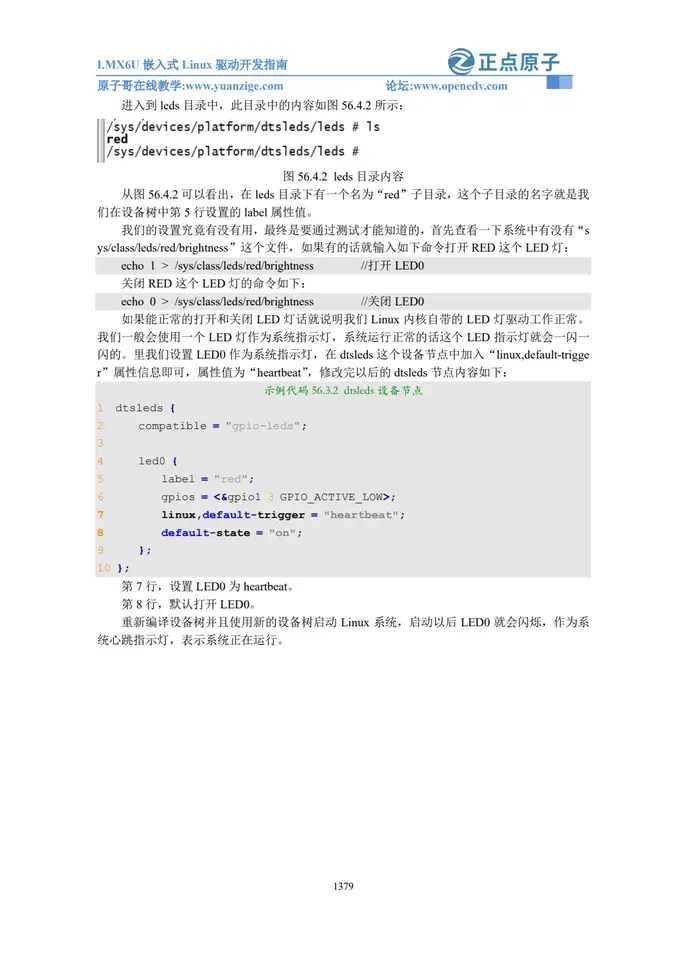 I.MX6U 嵌入式 Linux 驱动开发指南
正点原子
原子哥在线教学:www.yuanzige.com 论坛:www.openedv.com
进入到 leds 目录中，此目录中的内容如图 56.4.2 所示：
/sys/devices/platform/dtsleds/leds # ls
red
/sys/devices/platform/dtsleds/leds #
图 56.4.2 leds 目录内容
从图 56.4.2 可以看出，在 leds 目录下有一个名为“red”子目录，这个子目录的名字就是我
们在设备树中第 5 行设置的 label 属性值。
我们的设置究竟有没有用，最终是要通过测试才能知道的，首先查看一下系统中有没有“s
ys/class/leds/red/brightness”这个文件，如果有的话就输入如下命令打开 RED 这个 LED 灯：
echo 1 > /sys/class/leds/red/brightness //打开 LED0
关闭 RED 这个 LED 灯的命令如下：
echo 0 > /sys/class/leds/red/brightness //关闭 LED0
如果能正常的打开和关闭 LED 灯话就说明我们 Linux 内核自带的 LED 灯驱动工作正常。
我们一般会使用一个 LED 灯作为系统指示灯，系统运行正常的话这个 LED 指示灯就会一闪一
闪的。里我们设置 LED0 作为系统指示灯，在 dtsleds 这个设备节点中加入“linux,default-trigge
r”属性信息即可，属性值为“heartbeat”，修改完以后的 dtsleds 节点内容如下：
示例代码 56.3.2 dtsleds 设备节点
1 dtsleds {
2 compatible = "gpio-leds";
3
4 led0 {
5 label = "red";
6 gpios = <&gpio1 3 GPIO_ACTIVE_LOW>;
7 linux,default-trigger = "heartbeat";
8 default-state = "on";
9 };
10 };
第 7 行，设置 LED0 为 heartbeat。
第 8 行，默认打开 LED0。
重新编译设备树并且使用新的设备树启动 Linux 系统，启动以后 LED0 就会闪烁，作为系
统心跳指示灯，表示系统正在运行。
1379